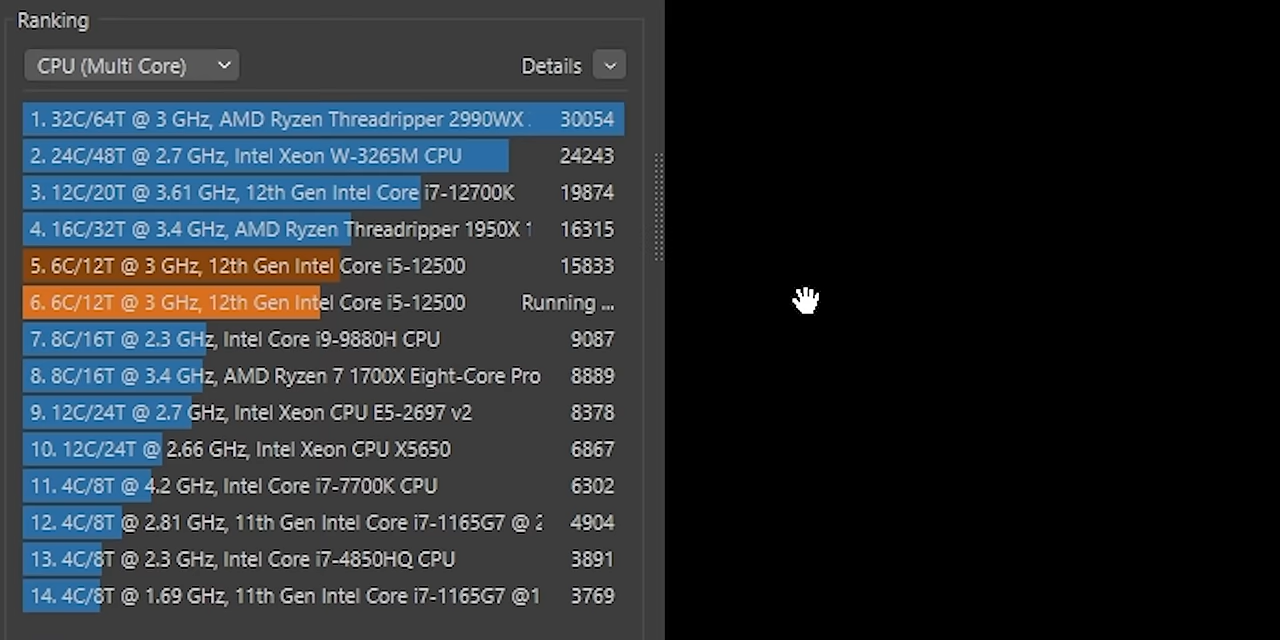 Ranking
CPU (Multi Core) Details
1. 32C/64T @ 3 GHz, AMD Ryzen Threadripper 2990WX 30054
2. 24C/48T @ 2.7 GHz, Intel Xeon W-3265M CPU 24243
3. 12C/20T @ 3.61 GHz, 12th Gen Intel Core i7-12700K 19874
4. 16C/32T @ 3.4 GHz, AMD Ryzen Threadripper 1950X 16315
5. 6C/12T @ 3 GHz, 12th Gen Intel Core i5-12500 15833
6. 6C/12T @ 3 GHz, 12th Gen Intel Core i5-12500 Running ...
7. 8C/16T @ 2.3 GHz, Intel Core i9-9880H CPU 9087
8. 8C/16T @ 3.4 GHz, AMD Ryzen 7 1700X Eight-Core Pro 8889
9. 12C/24T @ 2.7 GHz, Intel Xeon CPU E5-2697 v2 8378
10. 12C/24T @ 2.66 GHz, Intel Xeon CPU X5650 6867
11. 4C/8T @ 4.2 GHz, Intel Core i7-7700K CPU 6302
12. 4C/8T @ 2.81 GHz, 11th Gen Intel Core i7-1165G7 @ 2 4904
13. 4C/8T @ 2.3 GHz, Intel Core i7-4850HQ CPU 3891
14. 4C/8T @ 1.69 GHz, 11th Gen Intel Core i7-1165G7 @1 3769